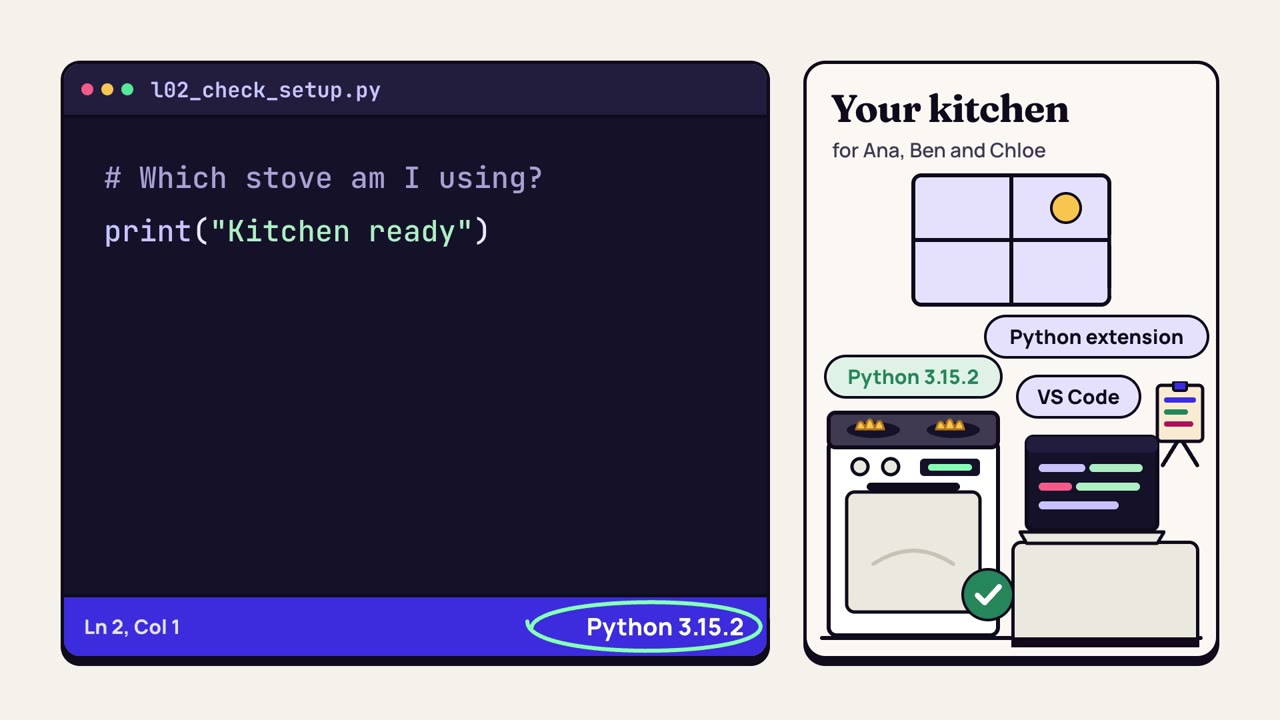 l02_check_setup.py
# Which stove am I using?
print("Kitchen ready")
Ln 2, Col 1
Python 3.15.2
Your kitchen
for Ana, Ben and Chloe
Python extension
Python 3.15.2
VS Code